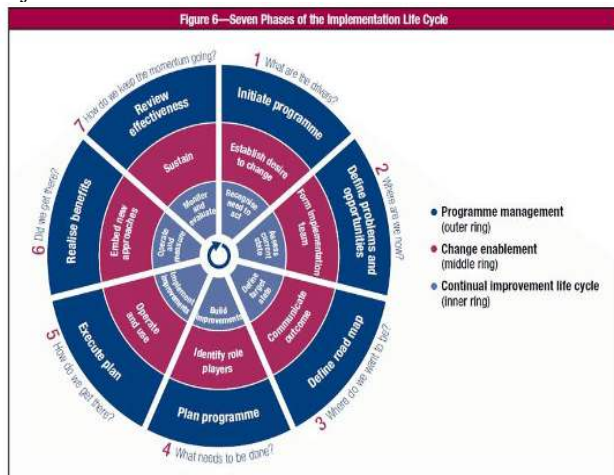 Figure 6—Seven Phases of the Implementation Life Cycle
1 What are the drivers?
Initiate programme
Establish desire
to change
Recognise
need to
act
2 Where are we now?
Define problems and
opportunities
Form implementation
team
Assess
current
state
3 Where do we want to be?
Define road map
Communicate
outcome
Define
target
state
4 What needs to be done?
Plan programme
Identify role
players
Build
improvements
5 How do we get there?
Execute plan
Operate
and use
Implement
improvements
6 Did we get there?
Realise benefits
Embed new
approaches
Operate
and
measure
7 How do we keep the momentum going?
Review
effectiveness
Sustain
Monitor
and
evaluate
• Programme management
(outer ring)
• Change enablement
(middle ring)
• Continual improvement life cycle
(inner ring)